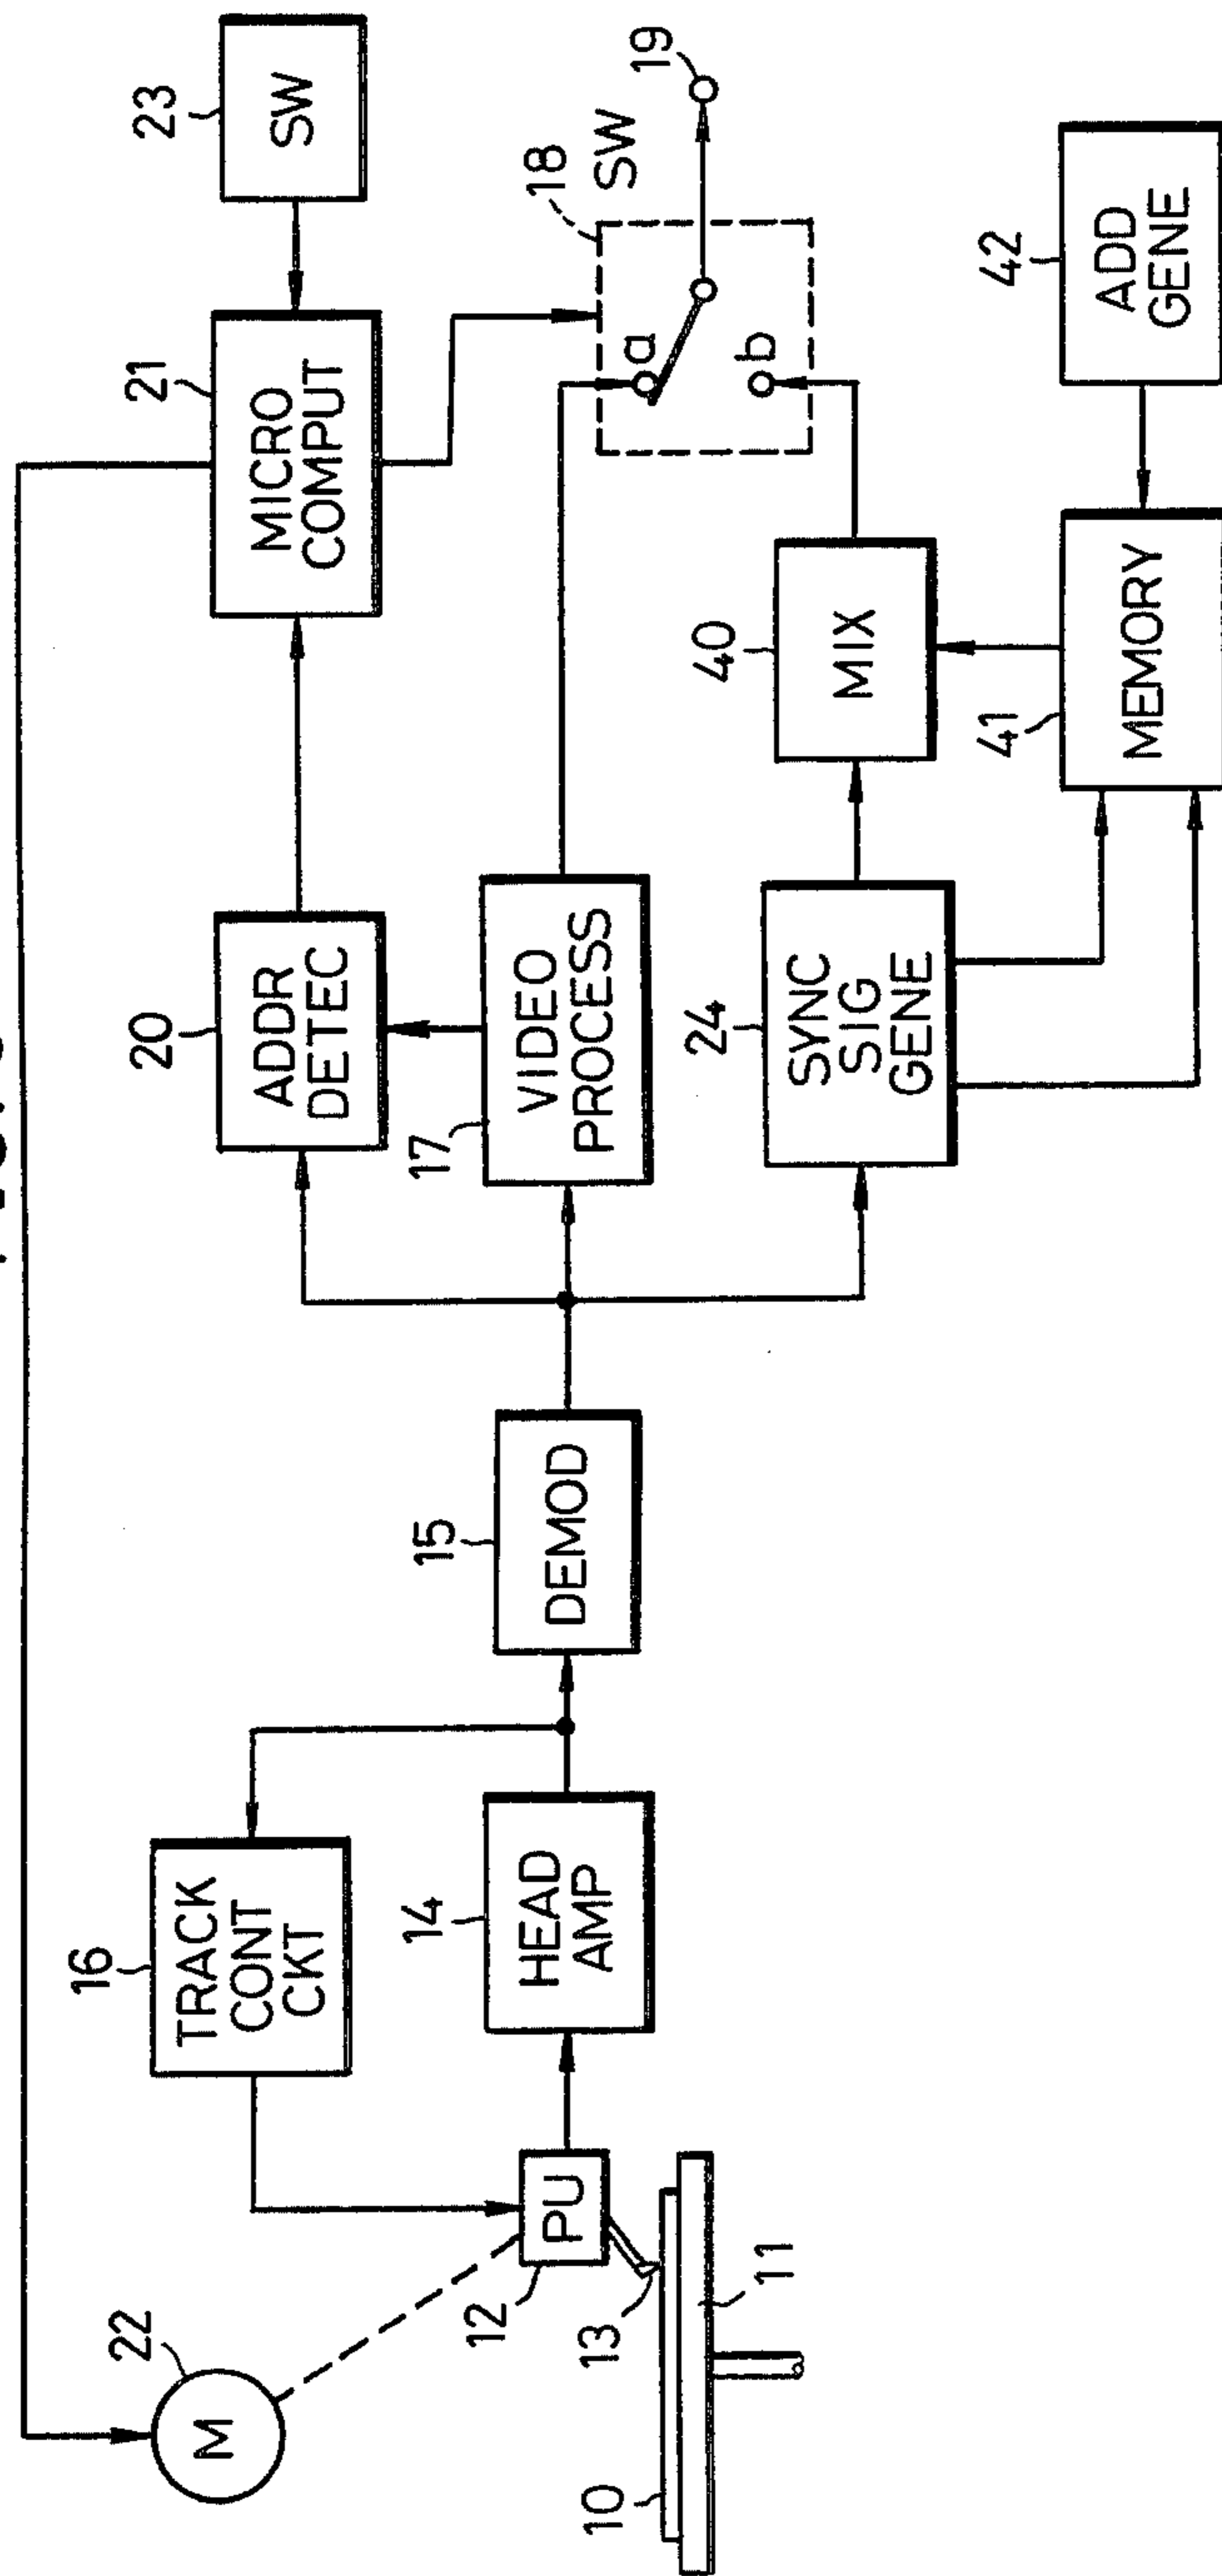 22
M
16
TRACK
CONT
CKT
12
PU
13
10
11
14
HEAD
AMP
15
DEMOD
20
ADDR
DETEC
17
VIDEO
PROCESS
24
SYNC
SIG
GENE
21
MICRO
COMPUT
23
SW
18
SW
a
b
19
40
MIX
41
MEMORY
42
ADD
GENE